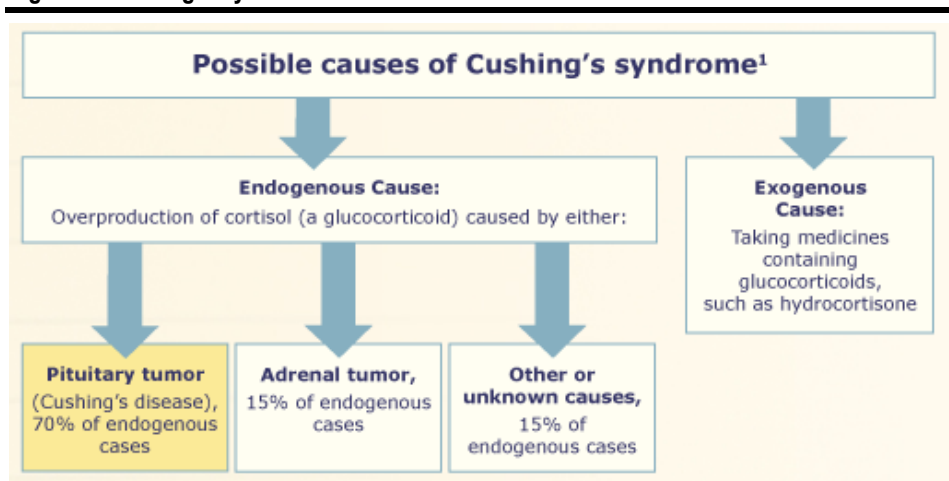 Possible causes of Cushing's syndrome¹
Endogenous Cause:
Overproduction of cortisol (a glucocorticoid) caused by either:
Exogenous
Cause:
Taking medicines
containing
glucocorticoids,
such as hydrocortisone
Pituitary tumor
(Cushing's disease),
70% of endogenous
cases
Adrenal tumor,
15% of endogenous
cases
Other or
unknown causes,
15% of
endogenous cases